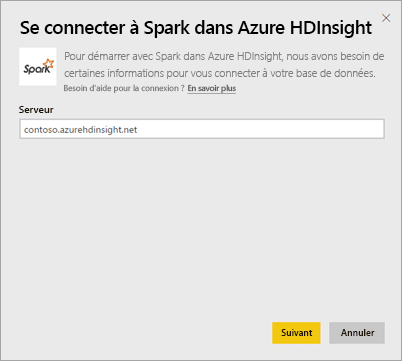 Se connecter à Spark dans Azure HDInsight
Spark
Pour démarrer avec Spark dans Azure HDInsight, nous avons besoin de
certaines informations pour vous connecter à votre base de données.
Besoin d'aide pour la connexion ? En savoir plus
Serveur
contoso.azurehdinsight.net
Suivant
Annuler